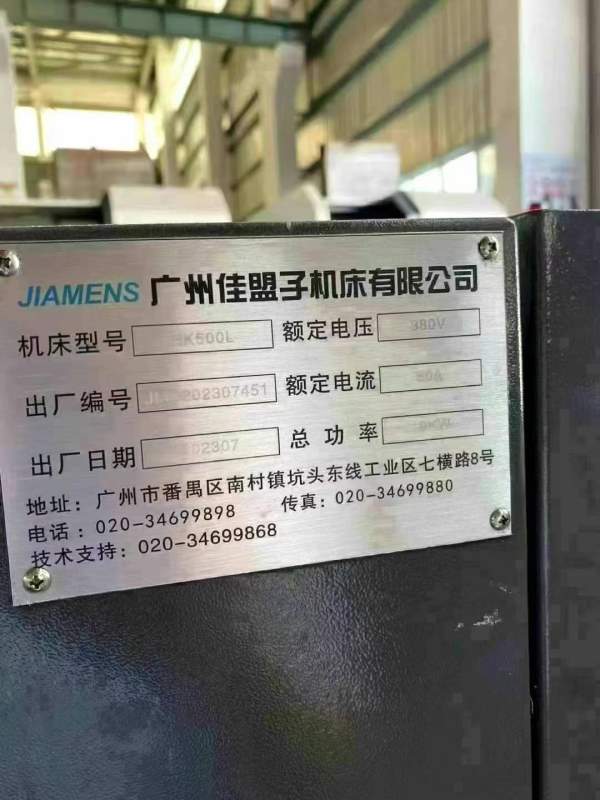 JIAMENS 广州佳盟子机床有限公司
机床型号 K500L 额定电压 380V
出厂编号 202307451 额定电流
出厂日期 202307 总功率
地址：广州市番禺区南村镇坑头东线工业区七横路8号
电话：020-34699898 传真：020-34699880
技术支持：020-34699868